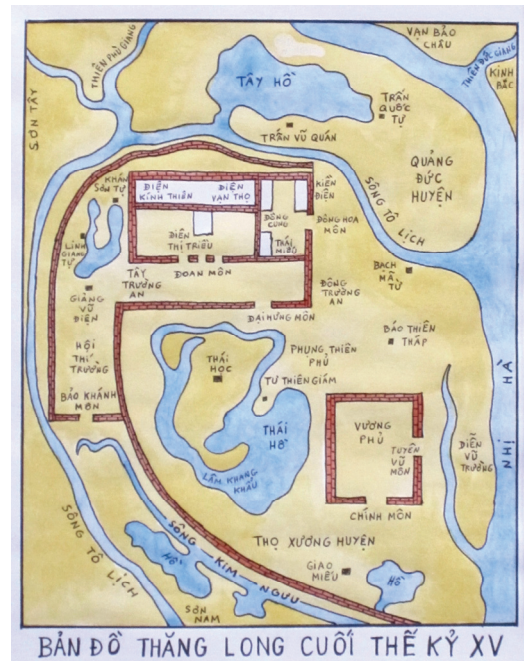 VẠN BẢO
CHÂU
THIÊN ĐỨC GIANG
KINH
BẮC
THIÊN PHÙ GIANG
SƠN TÂY
TÂY HỒ
TRẤN
QUỐC
TỰ
TRẤN VŨ QUÁN
QUẢNG
ĐỨC
HUYỆN
SÔNG TÔ LỊCH
KHÁN
SƠN TỰ
ĐIỆN
KÍNH THIÊN
ĐIỆN
VẠN THỌ
KIẾN
ĐIỆN
ĐÔNG
CUNG
ĐÔNG HOA
MÔN
THÁI
MIẾU
ĐIỆN
THỊ TRIỀU
LINH
GIANG
TỰ
TÂY
TRƯỜNG
AN
ĐOAN MÔN
ĐÔNG
TRƯỜNG
AN
BẠCH
MÃ
TỪ
GIẢNG
VÕ
ĐIỆN
ĐẠI HƯNG MÔN
HỘI
THÍ
TRƯỜNG
BẢO KHÁNH
MÔN
THÁI
HỌC
PHỤNG THIÊN
PHỦ
TƯ THIÊN GIÁM
BÁO THIÊN
THÁP
THÁI
HỒ
LÂM KHANG
KHẨU
VƯƠNG
PHỦ
TUYÊN
VŨ
MÔN
DIỄN
VŨ
TRƯỜNG
NHỊ HÀ
CHÍNH MÔN
THỌ XƯƠNG HUYỆN
SÔNG TÔ LỊCH
SÔNG KIM NGƯU
HỒ
GIAO
MIẾU
HỒ
SƠN
NAM
BẢN ĐỒ THĂNG LONG CUỐI THẾ KỶ XV